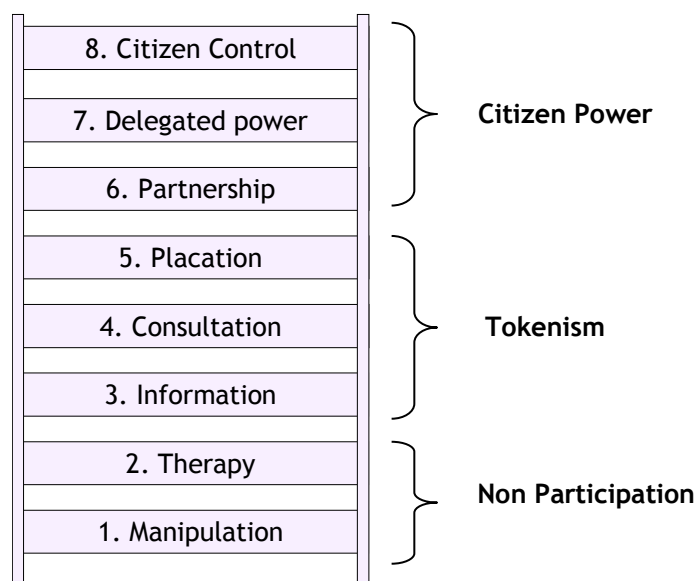 8. Citizen Control
7. Delegated power
Citizen Power
6. Partnership
5. Placation
4. Consultation
Tokenism
3. Information
2. Therapy
Non Participation
1. Manipulation